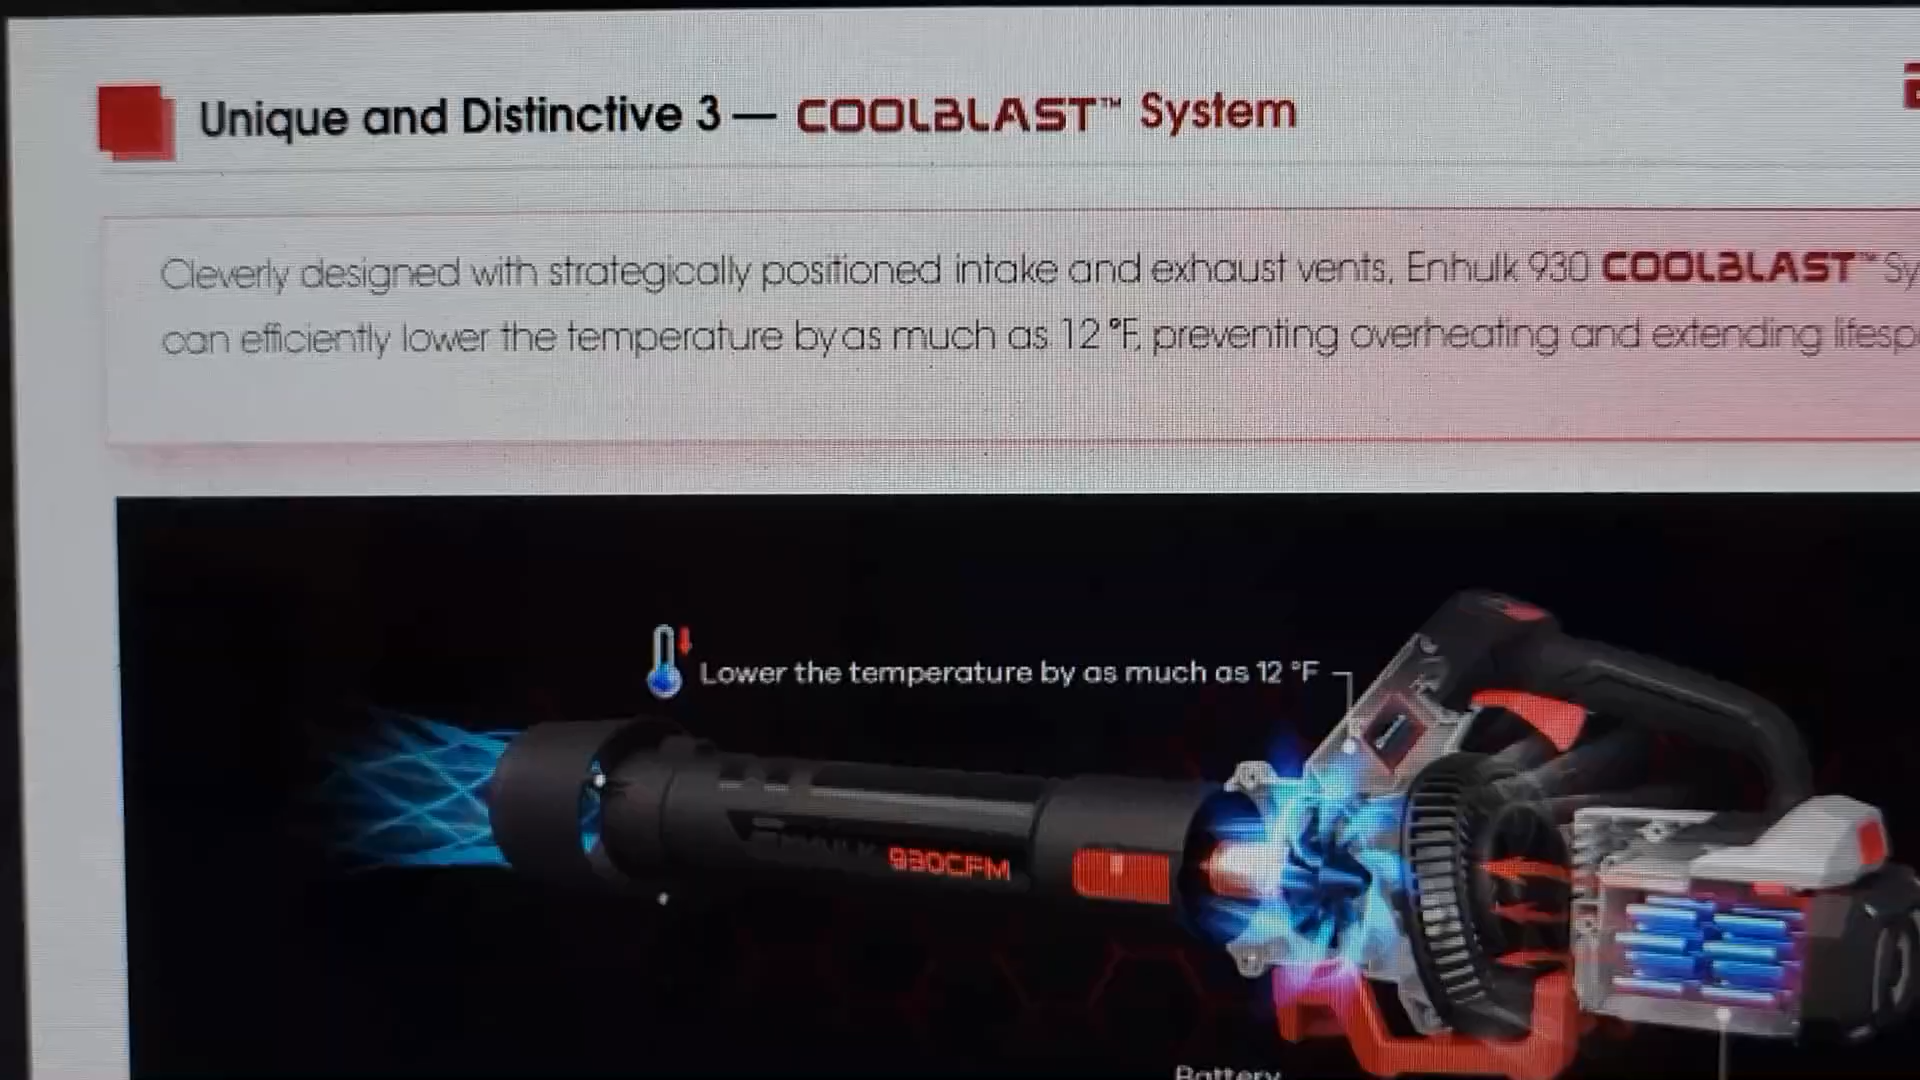 Unique and Distinctive 3 — COOLBLAST™ System
Cleverly designed with strategically positioned intake and exhaust vents, Enhulk 930 COOLBLAST™ Sy
can efficiently lower the temperature by as much as 12 °F, preventing overheating and extending lifesp
Lower the temperature by as much as 12 °F
930CFM
Battery